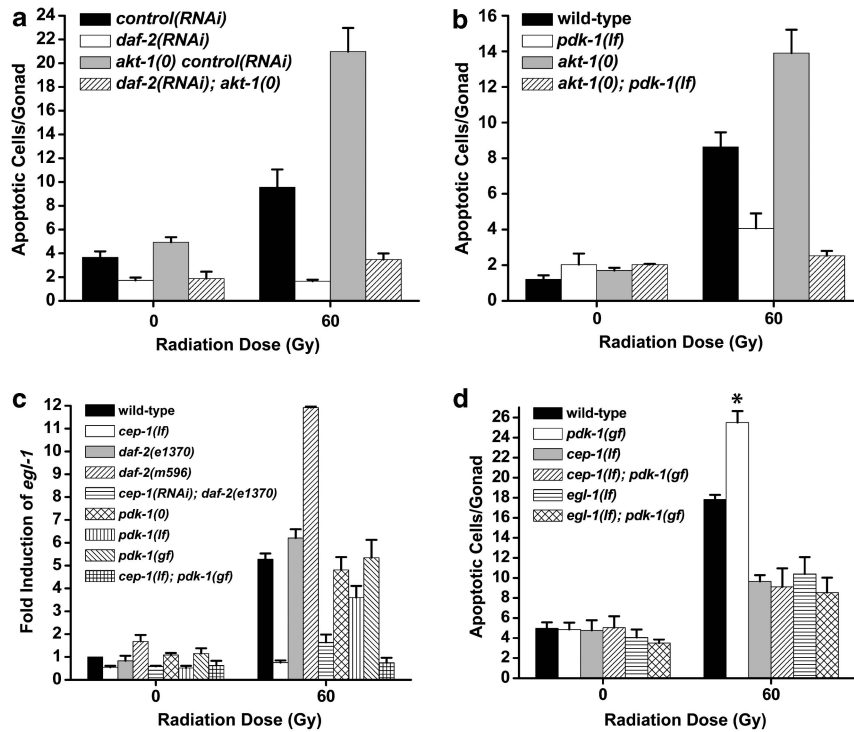 a
Apoptotic Cells/Gonad
24
22
20
18
16
14
12
10
8
6
4
2
0
control(RNAi)
daf-2(RNAi)
akt-1(0) control(RNAi)
daf-2(RNAi); akt-1(0)
0
60
Radiation Dose (Gy)
b
Apoptotic Cells/Gonad
16
14
12
10
8
6
4
2
0
wild-type
pdk-1(lf)
akt-1(0)
akt-1(0); pdk-1(lf)
0
60
Radiation Dose (Gy)
c
Fold Induction of egl-1
12
11
10
9
8
7
6
5
4
3
2
1
0
wild-type
cep-1(lf)
daf-2(e1370)
daf-2(m596)
cep-1(RNAi); daf-2(e1370)
pdk-1(0)
pdk-1(lf)
pdk-1(gf)
cep-1(lf); pdk-1(gf)
0
60
Radiation Dose (Gy)
d
Apoptotic Cells/Gonad
26
24
22
20
18
16
14
12
10
8
6
4
2
0
wild-type
pdk-1(gf)
cep-1(lf)
cep-1(lf); pdk-1(gf)
egl-1(lf)
egl-1(lf); pdk-1(gf)
*
0
60
Radiation Dose (Gy)